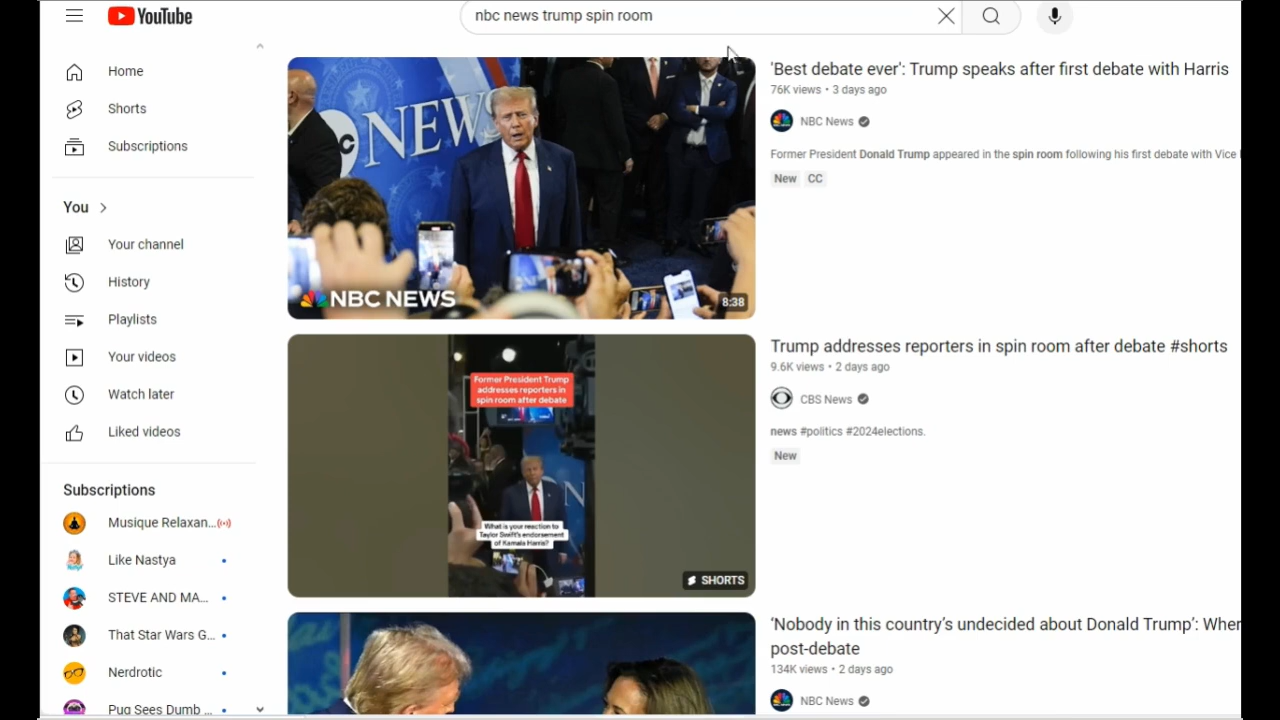 YouTube
nbc news trump spin room
Home
Shorts
Subscriptions
You
Your channel
History
Playlists
Your videos
Watch later
Liked videos
Subscriptions
Musique Relaxan...
Like Nastya
STEVE AND MA...
That Star Wars G...
Nerdrotic
Pug Sees Dumb ...
NEWS
NBC NEWS
8:38
'Best debate ever': Trump speaks after first debate with Harris
76K views • 3 days ago
NBC News
Former President Donald Trump appeared in the spin room following his first debate with Vice
New CC
Former President Trump
addresses reporters in
spin room after debate
What is your reaction to
Taylor Swift's endorsement
of Kamala Harris?
SHORTS
Trump addresses reporters in spin room after debate #shorts
9.6K views • 2 days ago
CBS News
news #politics #2024elections.
New
‘Nobody in this country’s undecided about Donald Trump’: Wher
post-debate
134K views • 2 days ago
NBC News